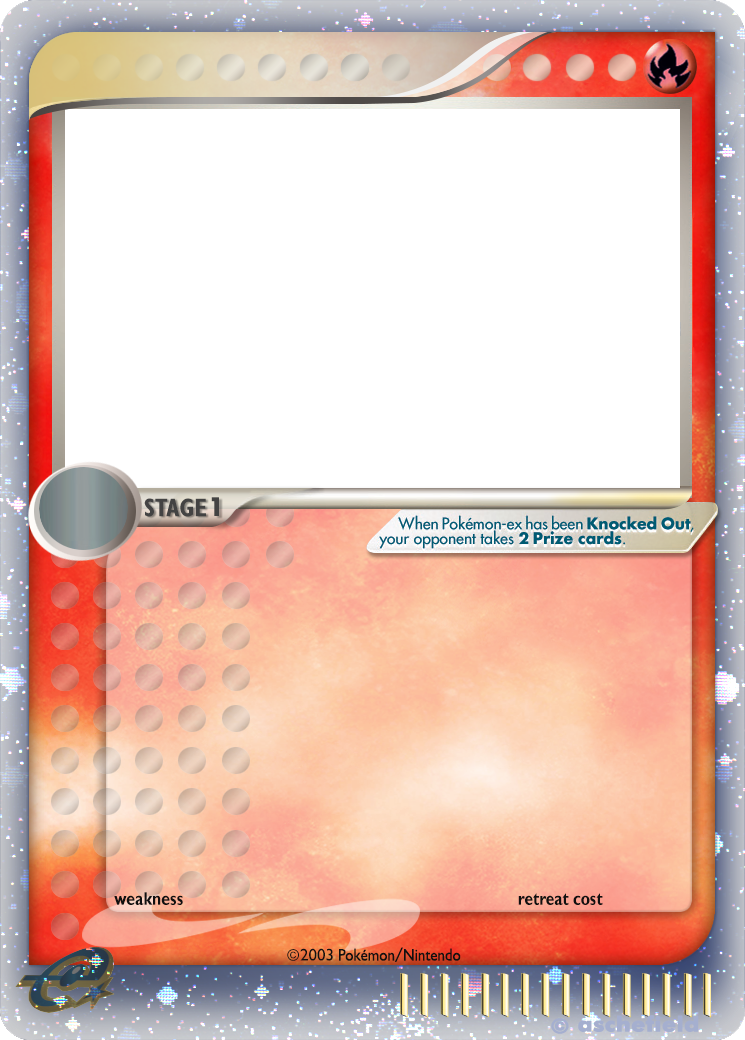 STAGE 1
When Pokémon-ex has been Knocked Out,
your opponent takes 2 Prize cards.
weakness
retreat cost
©2003 Pokémon/Nintendo
© aschefield